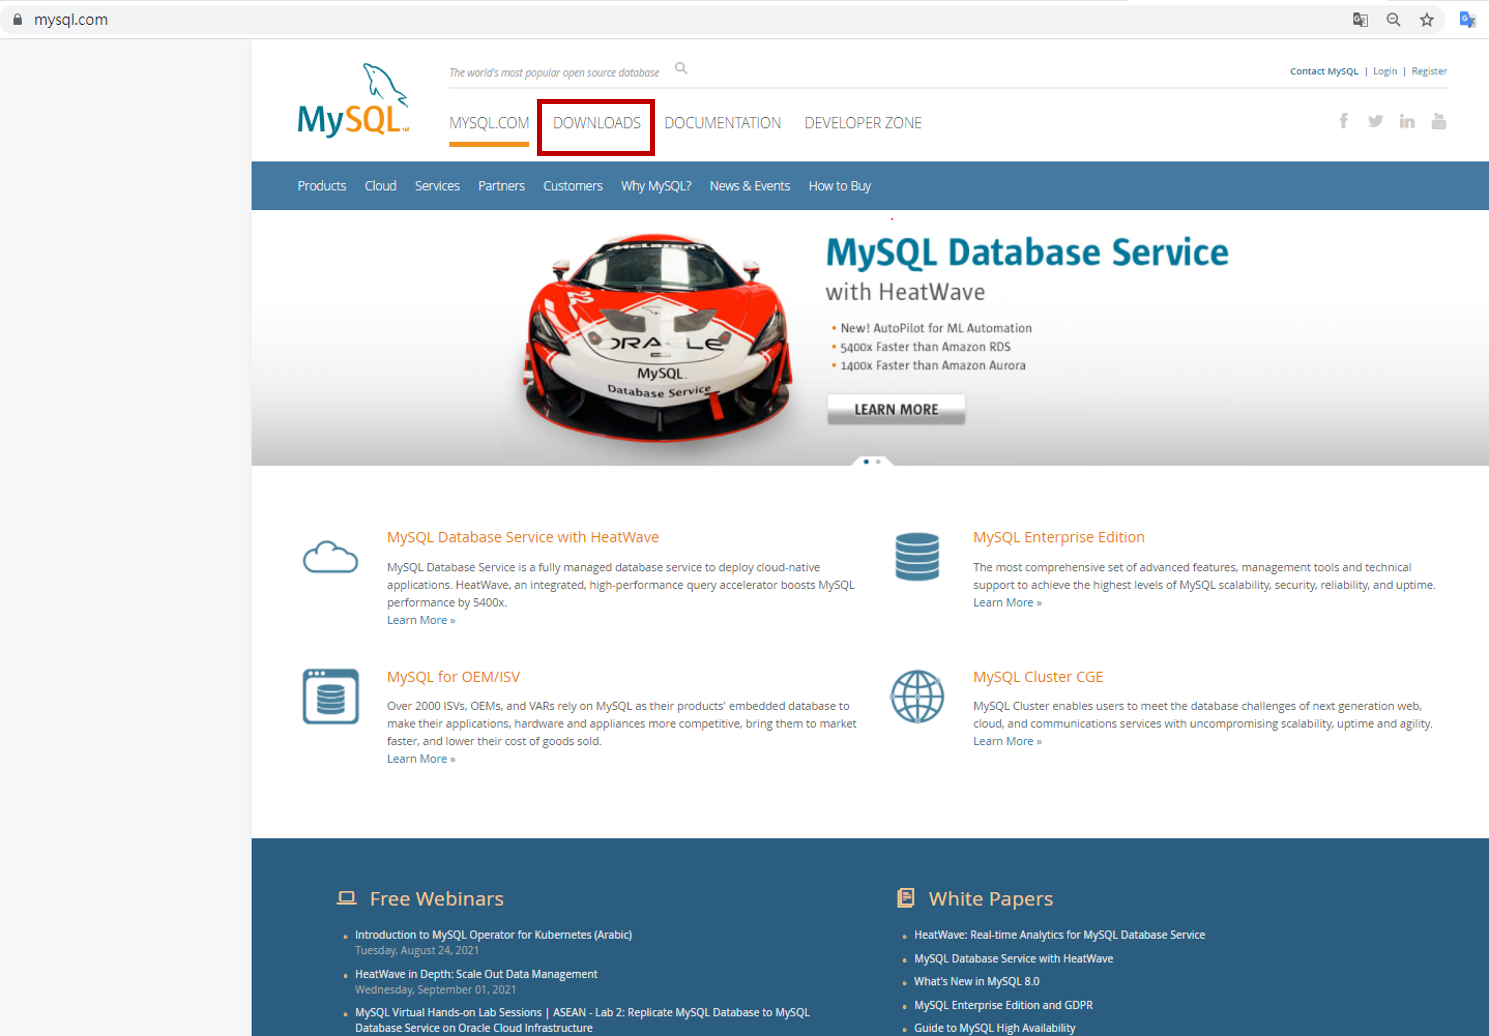 mysql.com
The world's most popular open source database
Contact MySQL | Login | Register
MySQL™
MYSQL.COM DOWNLOADS DOCUMENTATION DEVELOPER ZONE
Products Cloud Services Partners Customers Why MySQL? News & Events How to Buy
MySQL Database Service
with HeatWave
• New! AutoPilot for ML Automation
• 5400x Faster than Amazon RDS
• 1400x Faster than Amazon Aurora
LEARN MORE
22
ORACLE
MySQL
Database Service
MySQL Database Service with HeatWave
MySQL Database Service is a fully managed database service to deploy cloud-native
applications. HeatWave, an integrated, high-performance query accelerator boosts MySQL
performance by 5400x.
Learn More »
MySQL Enterprise Edition
The most comprehensive set of advanced features, management tools and technical
support to achieve the highest levels of MySQL scalability, security, reliability, and uptime.
Learn More »
MySQL for OEM/ISV
Over 2000 ISVs, OEMs, and VARs rely on MySQL as their products' embedded database to
make their applications, hardware and appliances more competitive, bring them to market
faster, and lower their cost of goods sold.
Learn More »
MySQL Cluster CGE
MySQL Cluster enables users to meet the database challenges of next generation web,
cloud, and communications services with uncompromising scalability, uptime and agility.
Learn More »
Free Webinars
Introduction to MySQL Operator for Kubernetes (Arabic)
Tuesday, August 24, 2021
HeatWave in Depth: Scale Out Data Management
Wednesday, September 01, 2021
MySQL Virtual Hands-on Lab Sessions | ASEAN - Lab 2: Replicate MySQL Database to MySQL
Database Service on Oracle Cloud Infrastructure
White Papers
HeatWave: Real-time Analytics for MySQL Database Service
MySQL Database Service with HeatWave
What's New in MySQL 8.0
MySQL Enterprise Edition and GDPR
Guide to MySQL High Availability